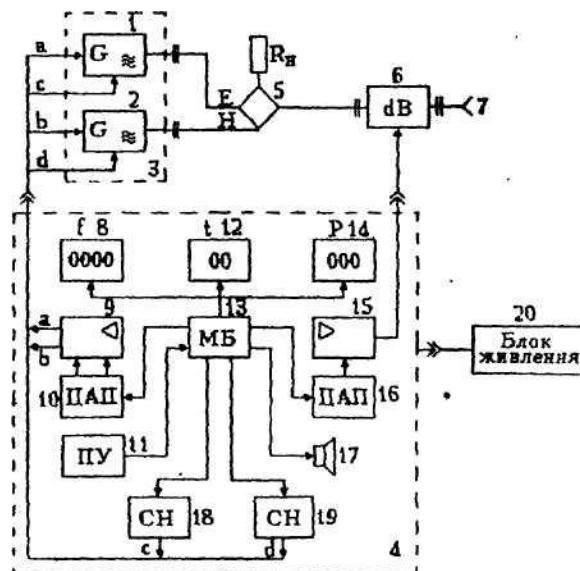 1
a
G
c
2
b
G
d
3
E
H
Rн
5
6
dB
7
f 8
0000
t 12
00
P 14
000
9
a
b
13
МБ
15
10
ПАП
ПАП
16
11
ПУ
17
СН
18
СН
19
c
d
4
20
Блок
живлення